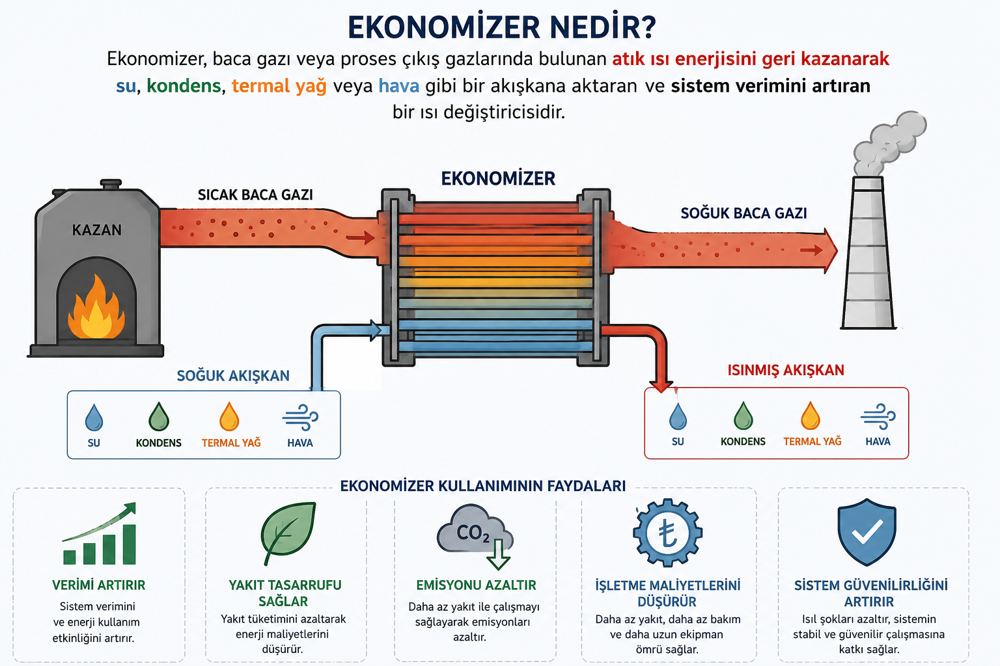 EKONOMİZER NEDİR?
Ekonomizer, baca gazı veya proses çıkış gazlarında bulunan atık ısı enerjisini geri kazanarak
su, kondens, termal yağ veya hava gibi bir akışkana aktaran ve sistem verimini artıran
bir ısı değiştiricisidir.
EKONOMİZER
SICAK BACA GAZI
SOĞUK BACA GAZI
KAZAN
SOĞUK AKIŞKAN
ISINMIŞ AKIŞKAN
SU
KONDENS
TERMAL YAĞ
HAVA
SU
KONDENS
TERMAL YAĞ
HAVA
EKONOMİZER KULLANIMININ FAYDALARI
VERİMİ ARTIRIR
Sistem verimini
ve enerji kullanım
etkinliğini artırır.
YAKIT TASARRUFU
SAĞLAR
Yakıt tüketimini azaltarak
enerji maliyetlerini
düşürür.
CO₂
EMİSYONU AZALTIR
Daha az yakıt ile çalışmayı
sağlayarak emisyonları
azaltır.
₺
İŞLETME MALİYETLERİNİ
DÜŞÜRÜR
Daha az yakıt, daha az bakım
ve daha uzun ekipman
ömrü sağlar.
SİSTEM GÜVENİLİRLİĞİNİ
ARTIRIR
Isıl şokları azaltır, sistemin
stabil ve güvenilir çalışmasına
katkı sağlar.